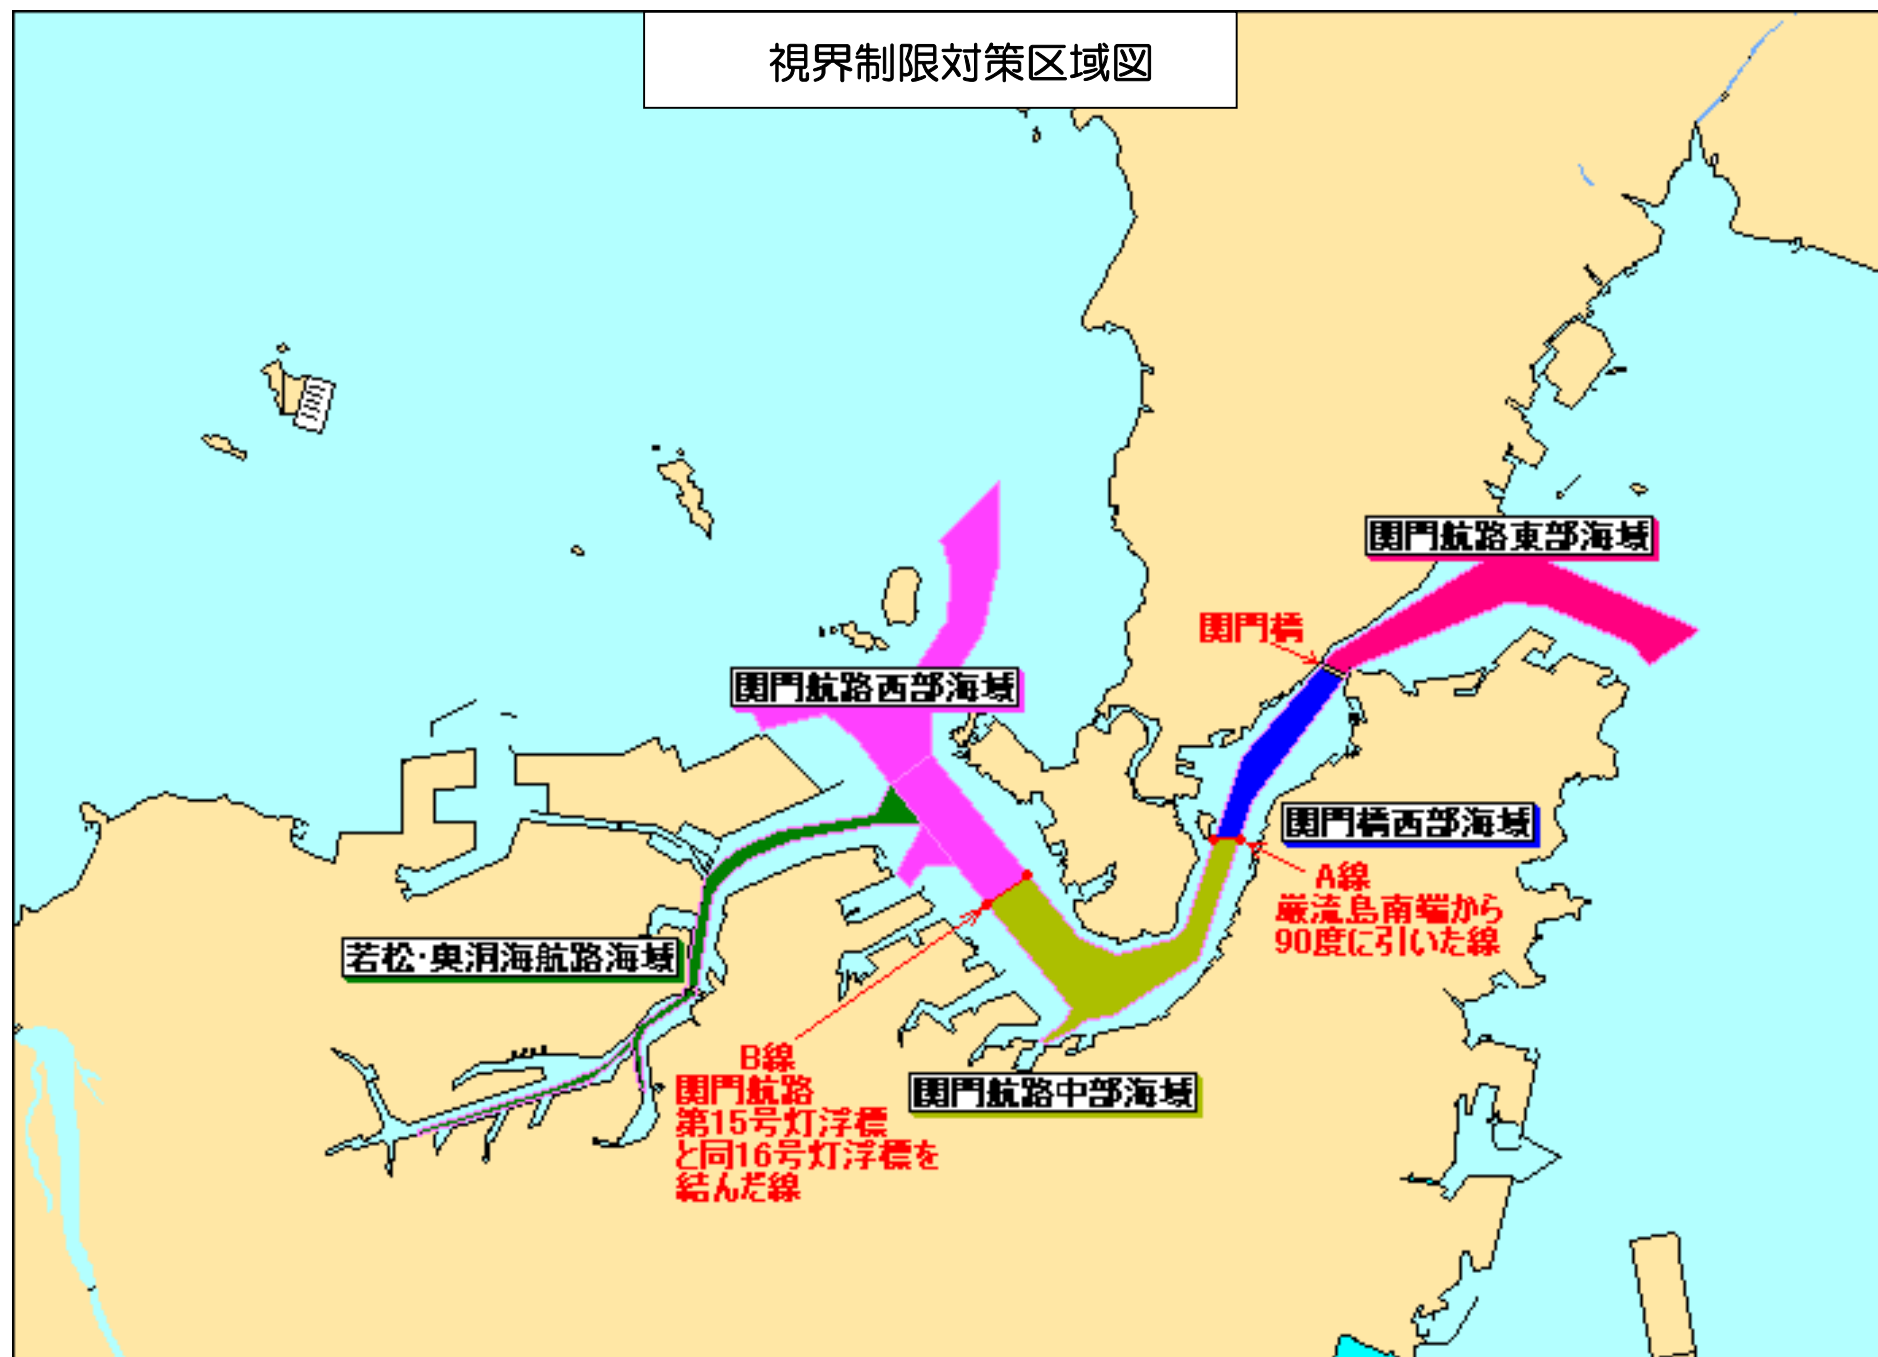 視界制限対策区域図
関門航路東部海域
関門橋
関門航路西部海域
関門橋西部海域
A線
巌流島南端から
90度に引いた線
若松・奥洞海航路海域
B線
関門航路
第15号灯浮標
と同16号灯浮標を
結んだ線
関門航路中部海域